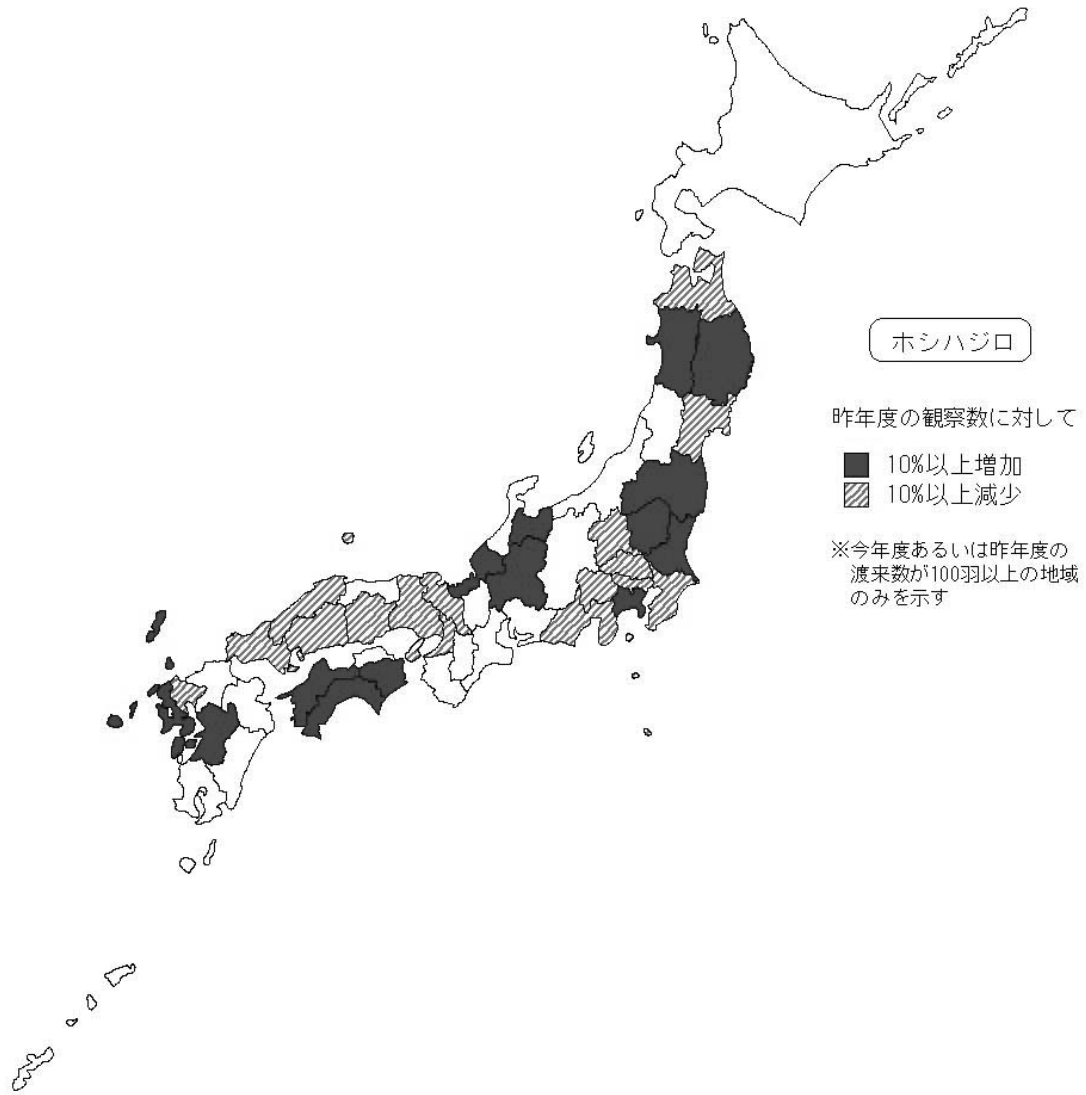 ホシハジロ
昨年度の観察数に対して
10%以上増加
10%以上減少
※今年度あるいは昨年度の
渡来数が100羽以上の地域
のみを示す